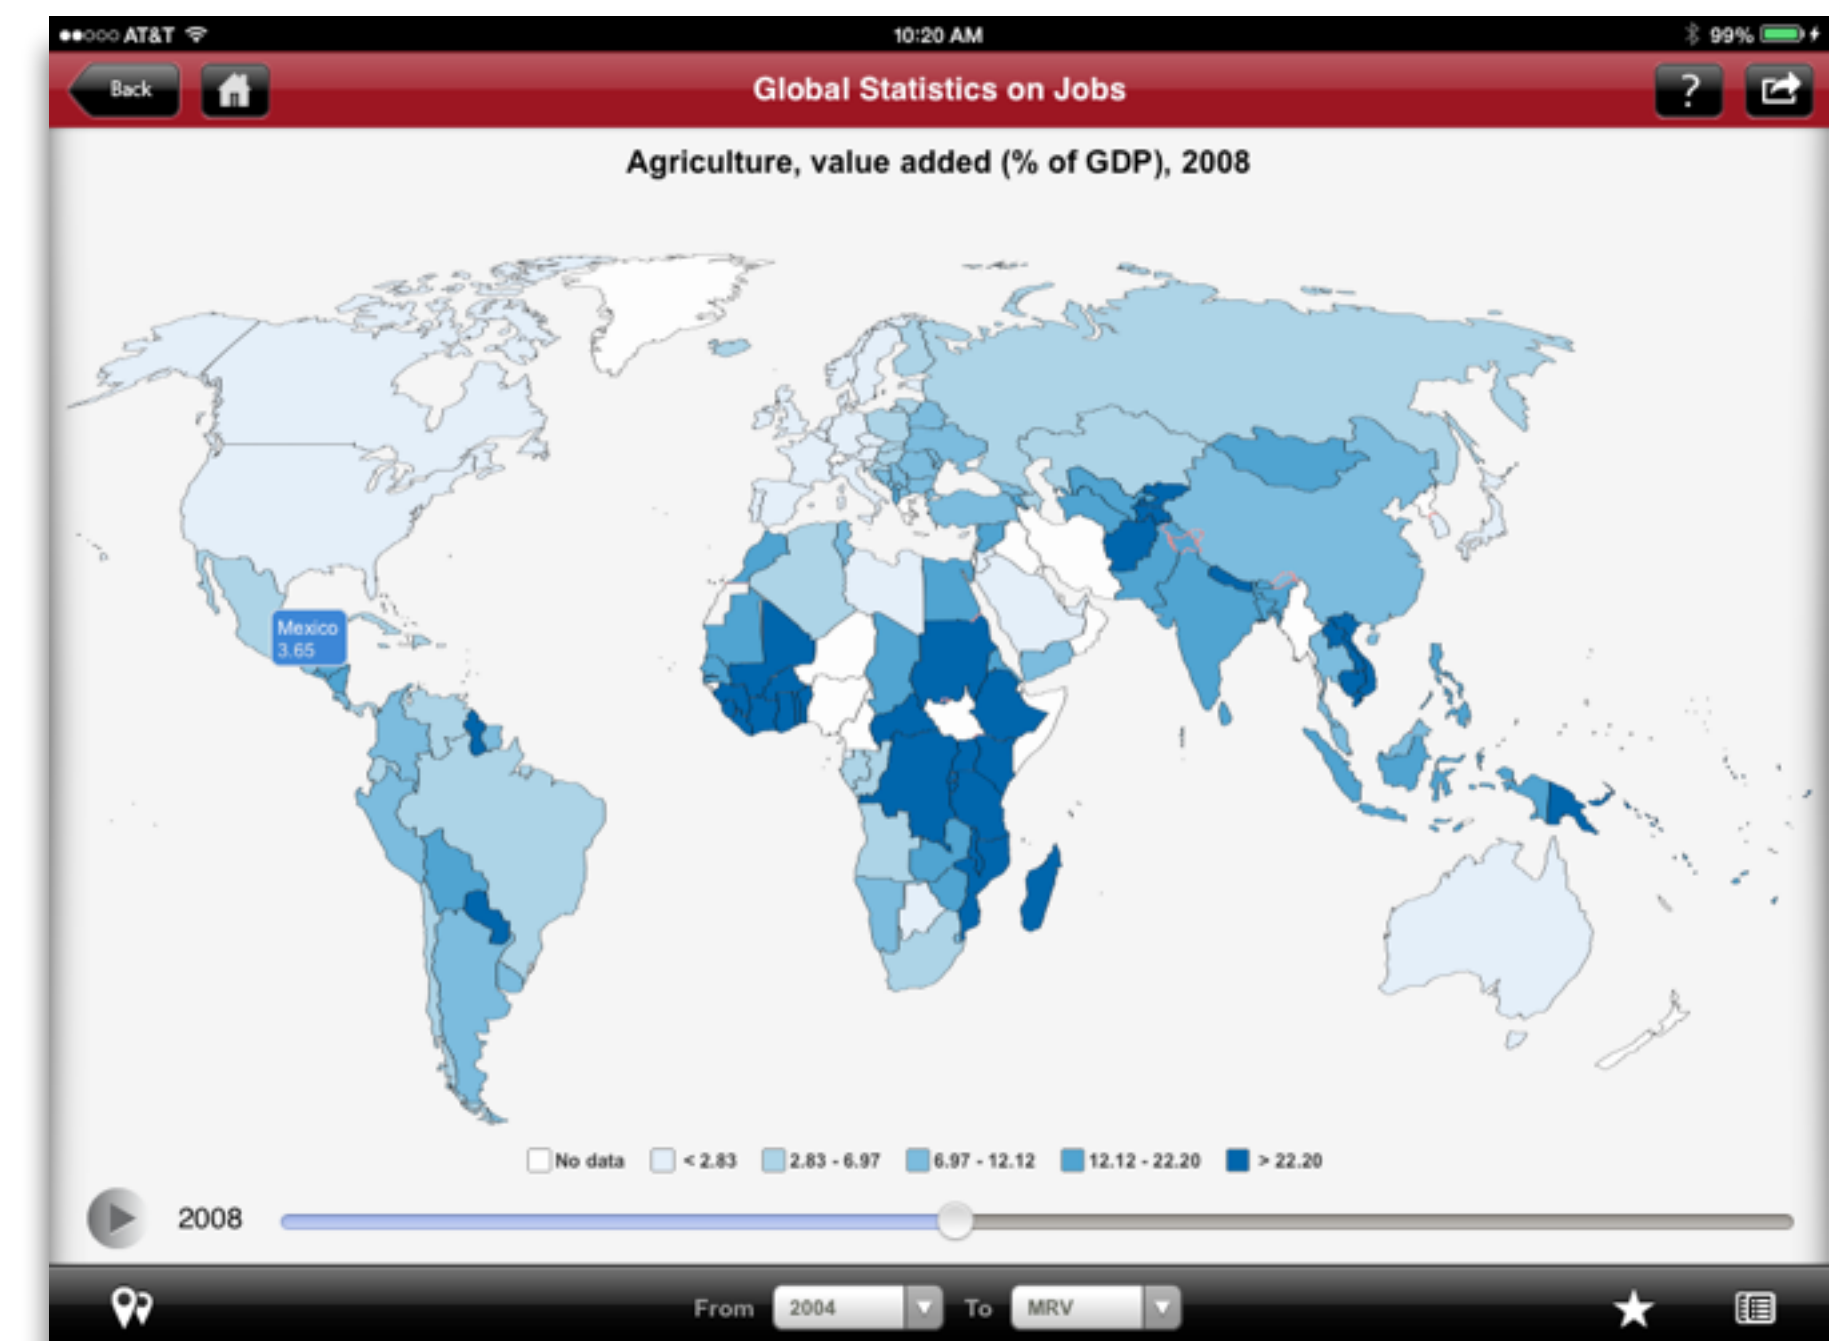 AT&T 10:20 AM 99%
Back Global Statistics on Jobs ?
Agriculture, value added (% of GDP), 2008
Mexico
3.65
No data < 2.83 2.83 - 6.97 6.97 - 12.12 12.12 - 22.20 > 22.20
2008
From 2004 To MRV